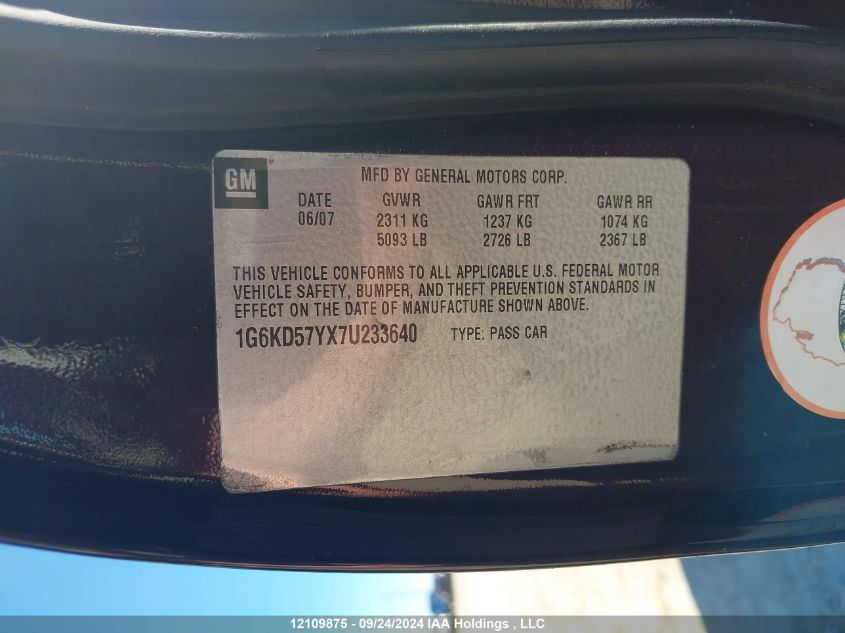 GM
MFD BY GENERAL MOTORS CORP.
DATE GVWR GAWR FRT GAWR RR
06/07 2311 KG 1237 KG 1074 KG
5093 LB 2726 LB 2367 LB
THIS VEHICLE CONFORMS TO ALL APPLICABLE U.S. FEDERAL MOTOR
VEHICLE SAFETY, BUMPER, AND THEFT PREVENTION STANDARDS IN
EFFECT ON THE DATE OF MANUFACTURE SHOWN ABOVE.
1G6KD57YX7U233640 TYPE: PASS CAR
12109875 - 09/24/2024 IAA Holdings , LLC